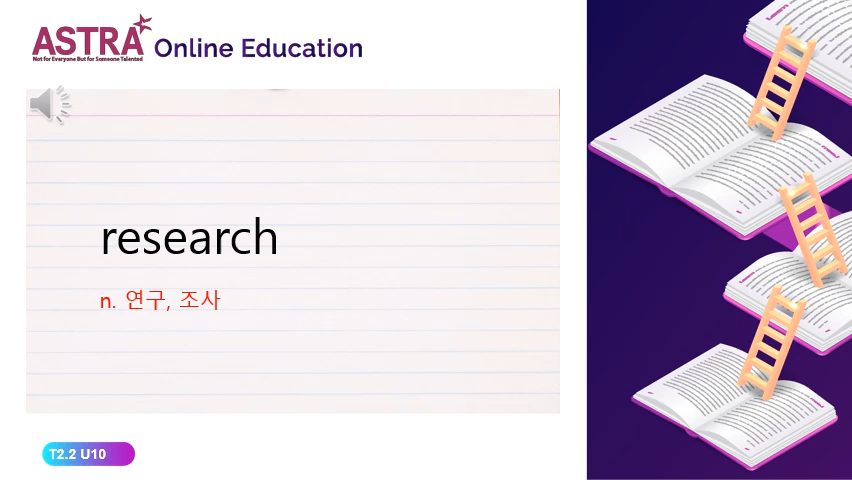 ASTRA
Not for Everyone But for Someone Talented
Online Education
research
n. 연구, 조사
T2.2 U10